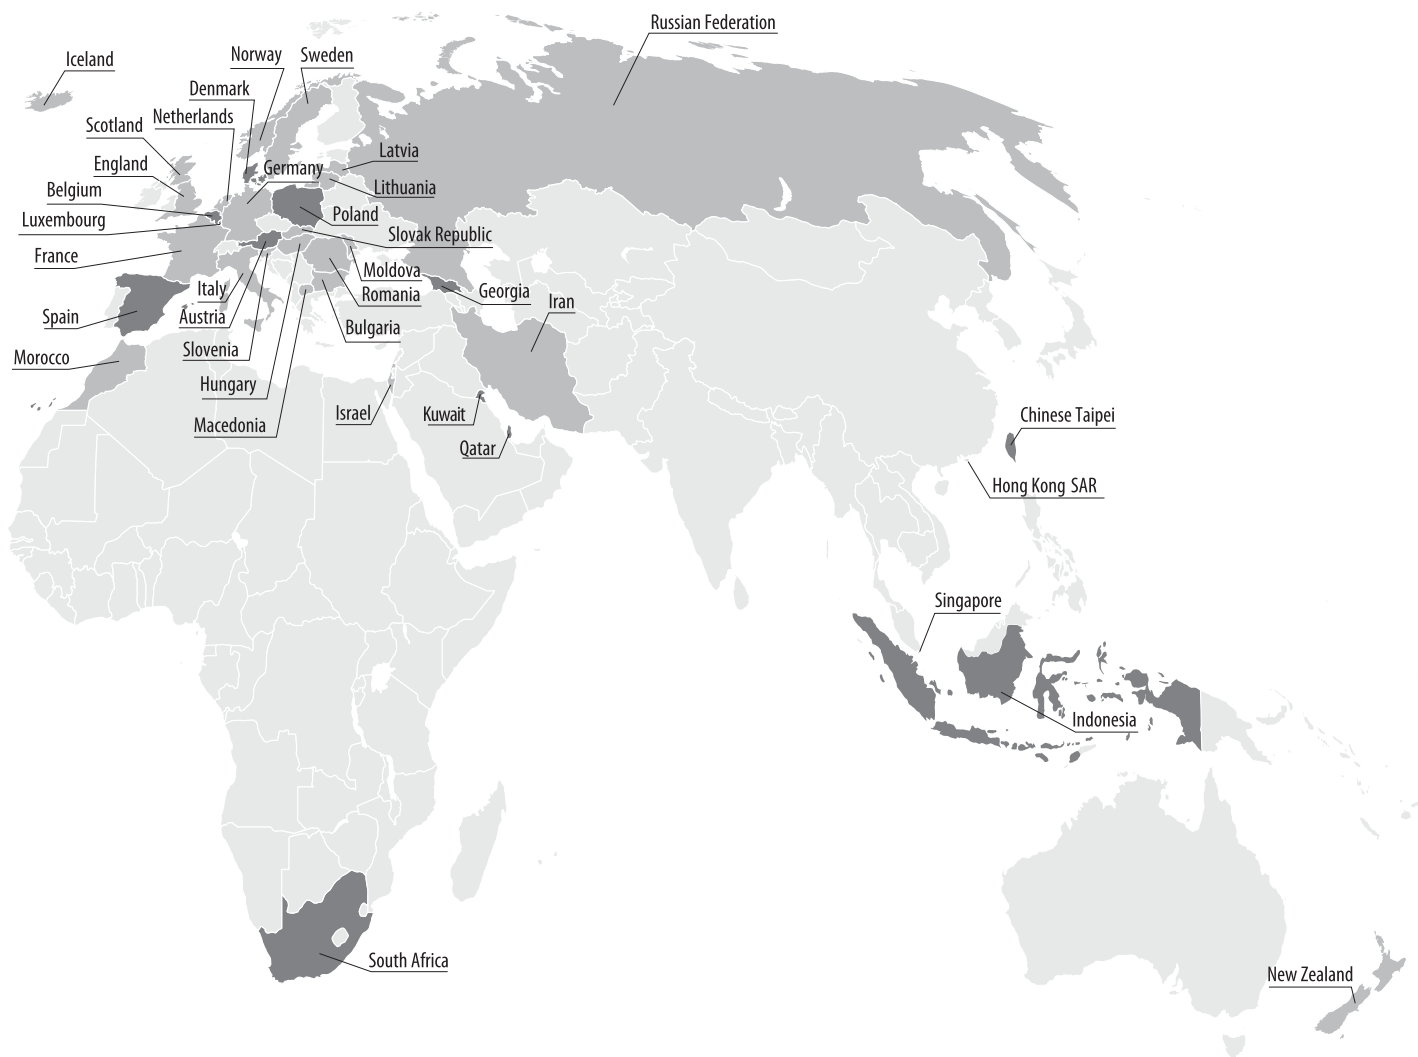 Russian Federation
Iceland
Norway
Sweden
Denmark
Netherlands
Scotland
Latvia
England
Germany
Lithuania
Belgium
Poland
Luxembourg
Slovak Republic
France
Moldova
Italy
Romania
Georgia
Iran
Spain
Austria
Bulgaria
Slovenia
Morocco
Hungary
Israel
Kuwait
Chinese Taipei
Macedonia
Qatar
Hong Kong SAR
Singapore
Indonesia
South Africa
New Zealand